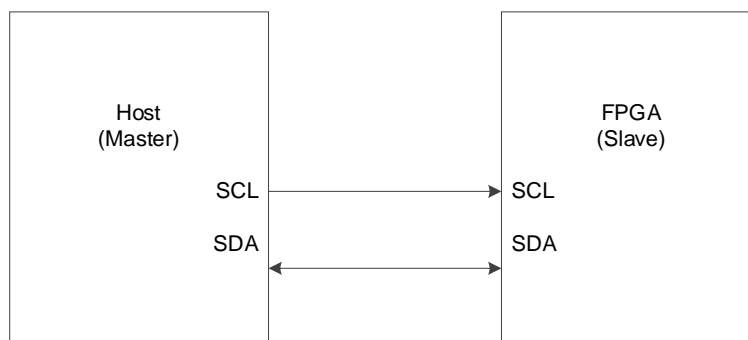 Host
(Master)
FPGA
(Slave)
SCL
SCL
SDA
SDA